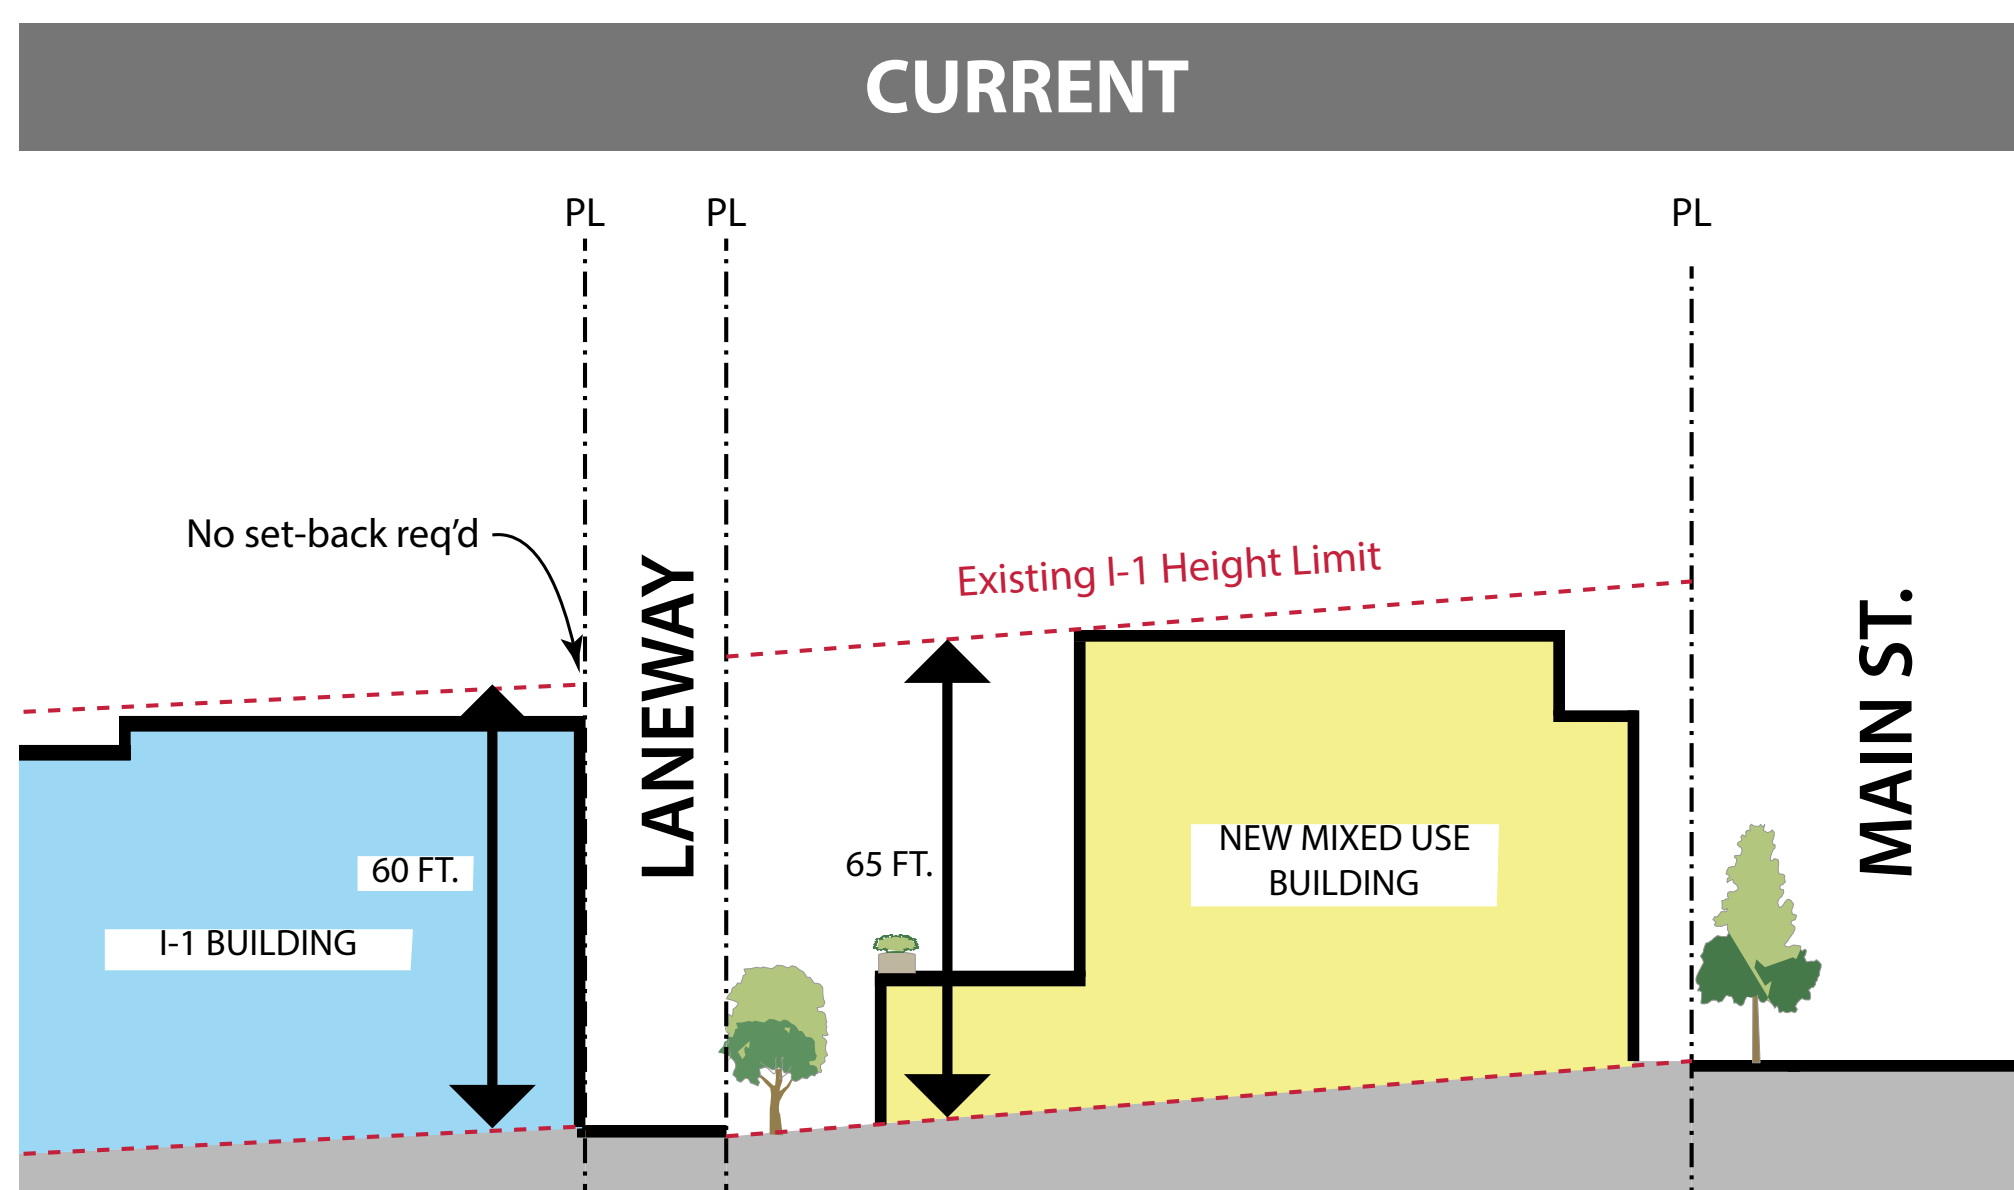 CURRENT
PL
PL
PL
No set-back req'd
Existing I-1 Height Limit
LANEWAY
MAIN ST.
60 FT.
65 FT.
NEW MIXED USE
BUILDING
I-1 BUILDING